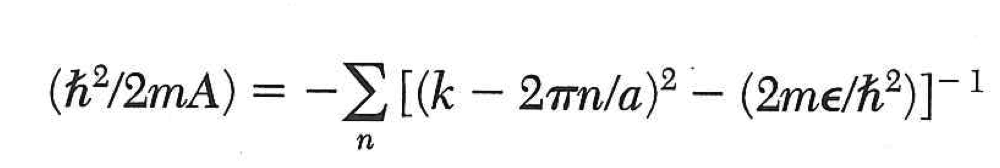 (ℏ²/2mA) = −∑ₙ [(k − 2πn/a)² − (2mϵ/ℏ²)]⁻¹